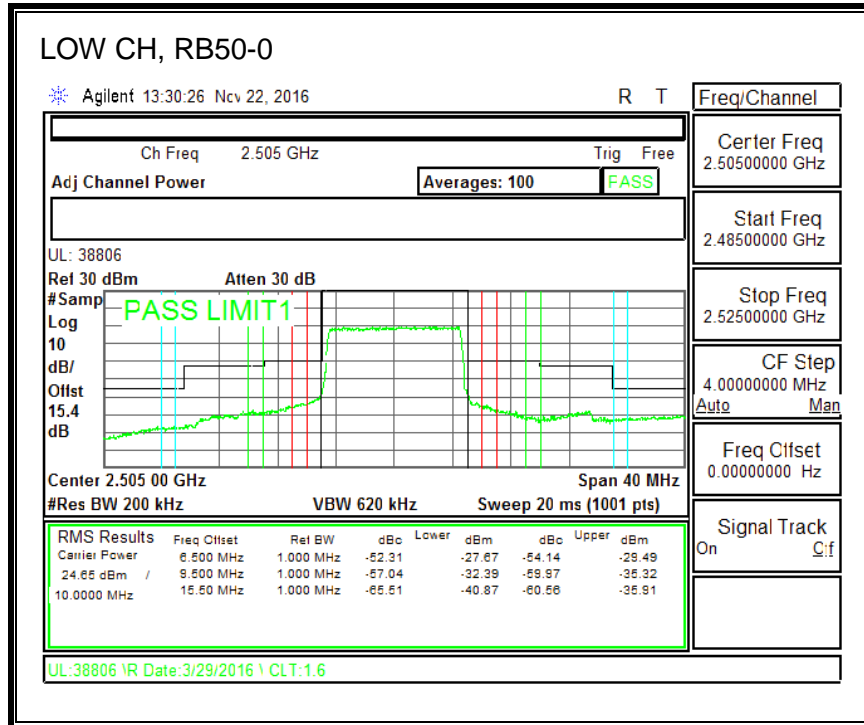 LOW CH, RB50-0
Agilent 13:30:26 Nov 22, 2016 R T
Freq/Channel
Ch Freq 2.505 GHz Trig Free
Adj Channel Power Averages: 100 PASS
UL: 38806
Ref 30 dBm Atten 30 dB
#Samp
Log
10
dB/
Offst
15.4
dB
PASS LIMIT1
Center 2.505 00 GHz Span 40 MHz
#Res BW 200 kHz VBW 620 kHz Sweep 20 ms (1001 pts)
RMS Results Freq Offset Ref BW dBc Lower dBm dBc Upper dBm
Carrier Power 6.500 MHz 1.000 MHz -52.31 -27.67 -54.14 -29.49
24.65 dBm / 9.500 MHz 1.000 MHz -57.04 -32.39 -59.97 -35.32
10.0000 MHz 15.50 MHz 1.000 MHz -65.51 -40.87 -60.56 -35.91
UL:38806 \R Date:3/29/2016 \ CLT:1.6
Center Freq
2.50500000 GHz
Start Freq
2.48500000 GHz
Stop Freq
2.52500000 GHz
CF Step
4.00000000 MHz
Auto Man
Freq Offset
0.00000000 Hz
Signal Track
On Off